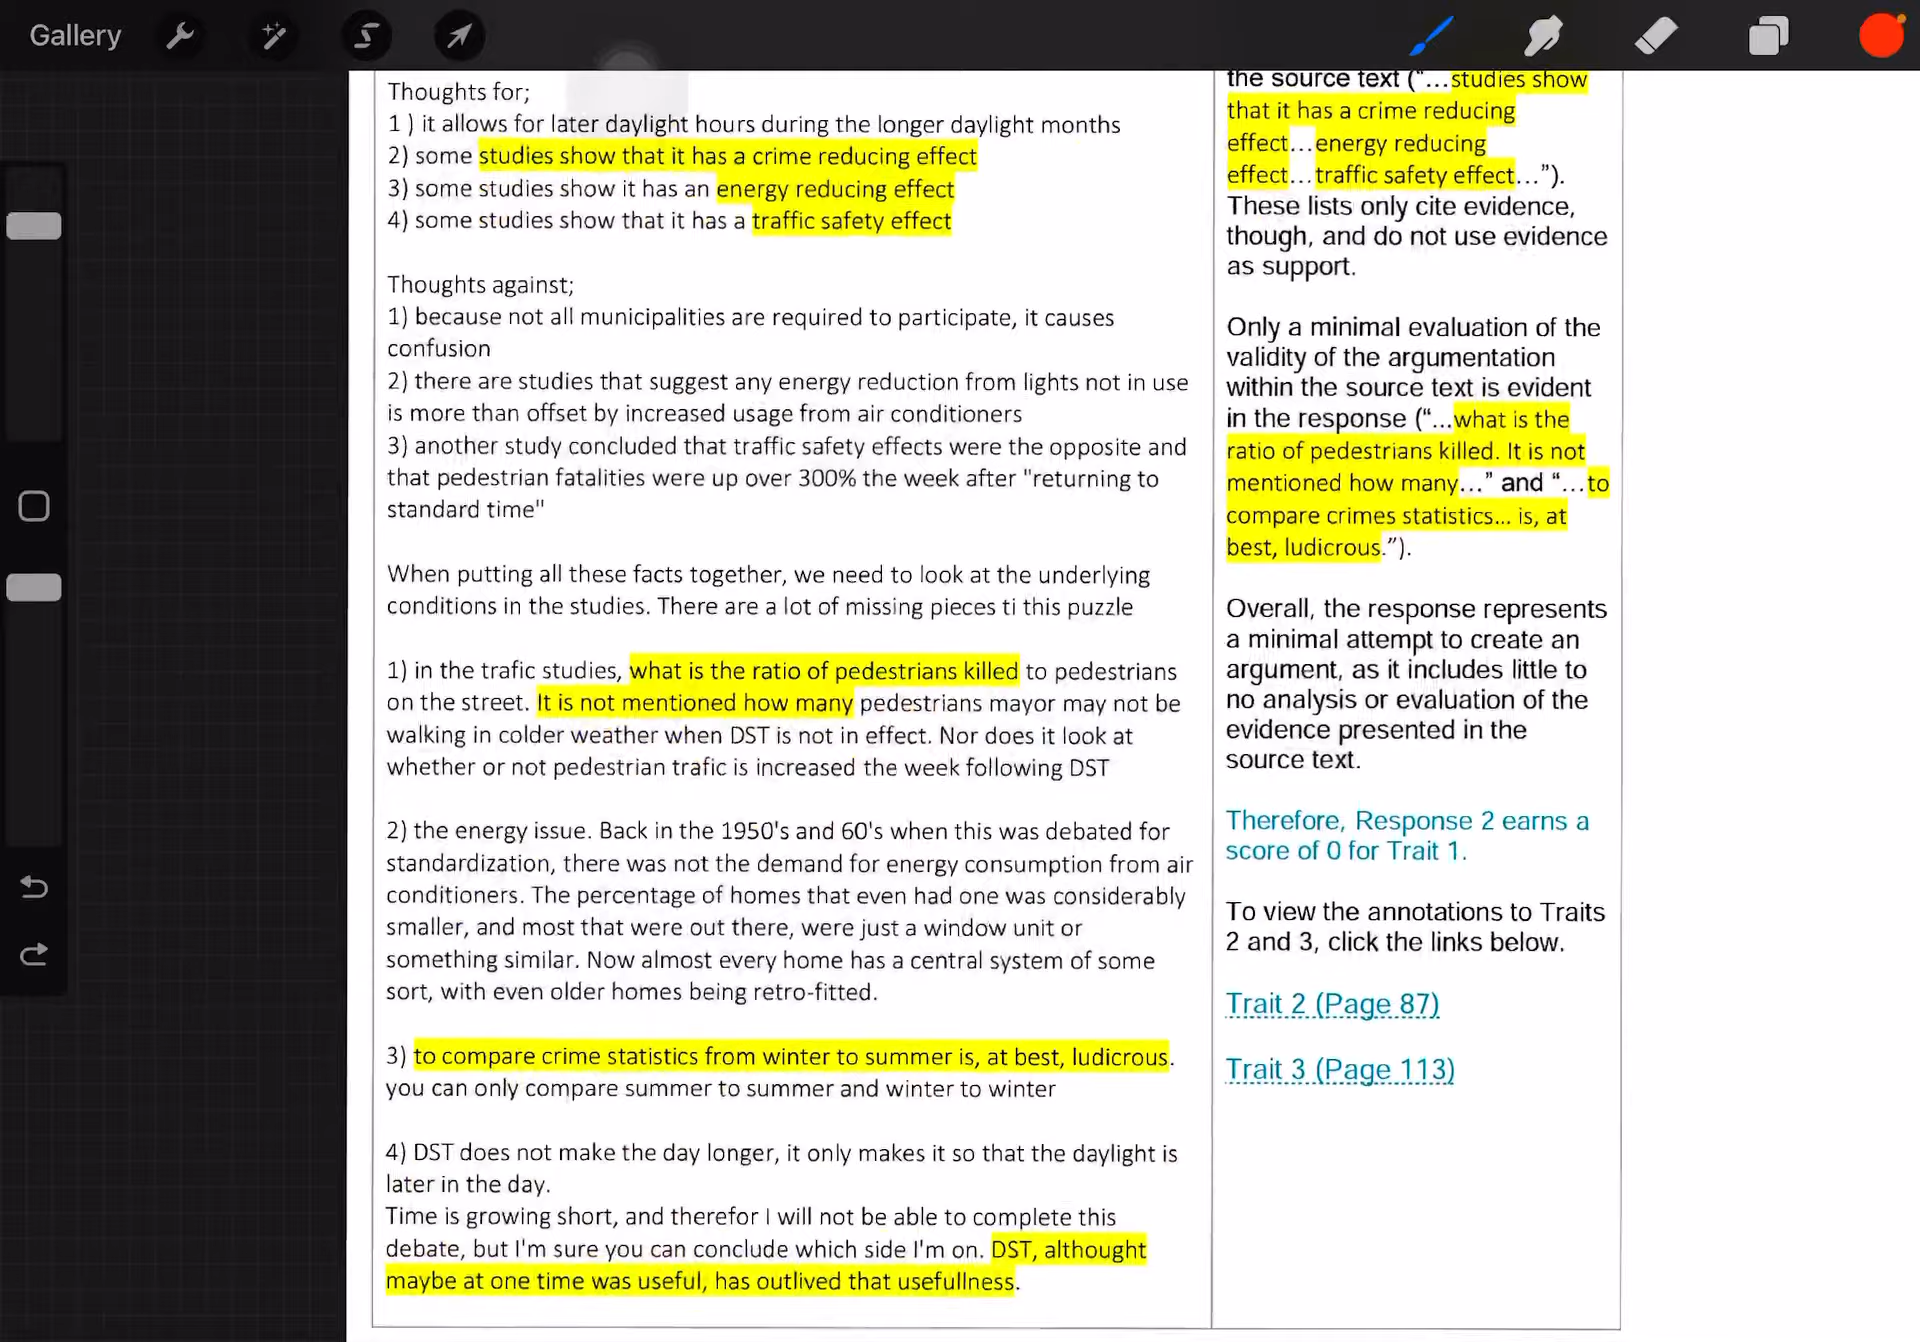 Gallery
Thoughts for;
1 ) it allows for later daylight hours during the longer daylight months
2) some studies show that it has a crime reducing effect
3) some studies show it has an energy reducing effect
4) some studies show that it has a traffic safety effect
Thoughts against;
1) because not all municipalities are required to participate, it causes
confusion
2) there are studies that suggest any energy reduction from lights not in use
is more than offset by increased usage from air conditioners
3) another study concluded that traffic safety effects were the opposite and
that pedestrian fatalities were up over 300% the week after "returning to
standard time"
When putting all these facts together, we need to look at the underlying
conditions in the studies. There are a lot of missing pieces ti this puzzle
1) in the trafic studies, what is the ratio of pedestrians killed to pedestrians
on the street. It is not mentioned how many pedestrians mayor may not be
walking in colder weather when DST is not in effect. Nor does it look at
whether or not pedestrian trafic is increased the week following DST
2) the energy issue. Back in the 1950's and 60's when this was debated for
standardization, there was not the demand for energy consumption from air
conditioners. The percentage of homes that even had one was considerably
smaller, and most that were out there, were just a window unit or
something similar. Now almost every home has a central system of some
sort, with even older homes being retro-fitted.
3) to compare crime statistics from winter to summer is, at best, ludicrous.
you can only compare summer to summer and winter to winter
4) DST does not make the day longer, it only makes it so that the daylight is
later in the day.
Time is growing short, and therefor I will not be able to complete this
debate, but I'm sure you can conclude which side I'm on. DST, althought
maybe at one time was useful, has outlived that usefullness.
the source text ("...studies show
that it has a crime reducing
effect...energy reducing
effect...traffic safety effect...").
These lists only cite evidence,
though, and do not use evidence
as support.
Only a minimal evaluation of the
validity of the argumentation
within the source text is evident
in the response ("...what is the
ratio of pedestrians killed. It is not
mentioned how many..." and "...to
compare crimes statistics... is, at
best, ludicrous.").
Overall, the response represents
a minimal attempt to create an
argument, as it includes little to
no analysis or evaluation of the
evidence presented in the
source text.
Therefore, Response 2 earns a
score of 0 for Trait 1.
To view the annotations to Traits
2 and 3, click the links below.
Trait 2 (Page 87)
Trait 3 (Page 113)